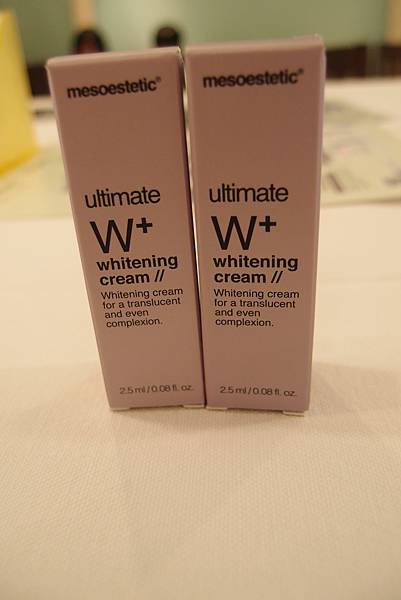 mesoestetic®
ultimate
W+
whitening
cream //
Whitening cream
for a translucent
and even
complexion.
2.5 ml / 0.08 fl. oz.
mesoestetic®
ultimate
W+
whitening
cream //
Whitening cream
for a translucent
and even
complexion.
2.5 ml / 0.08 fl. oz.